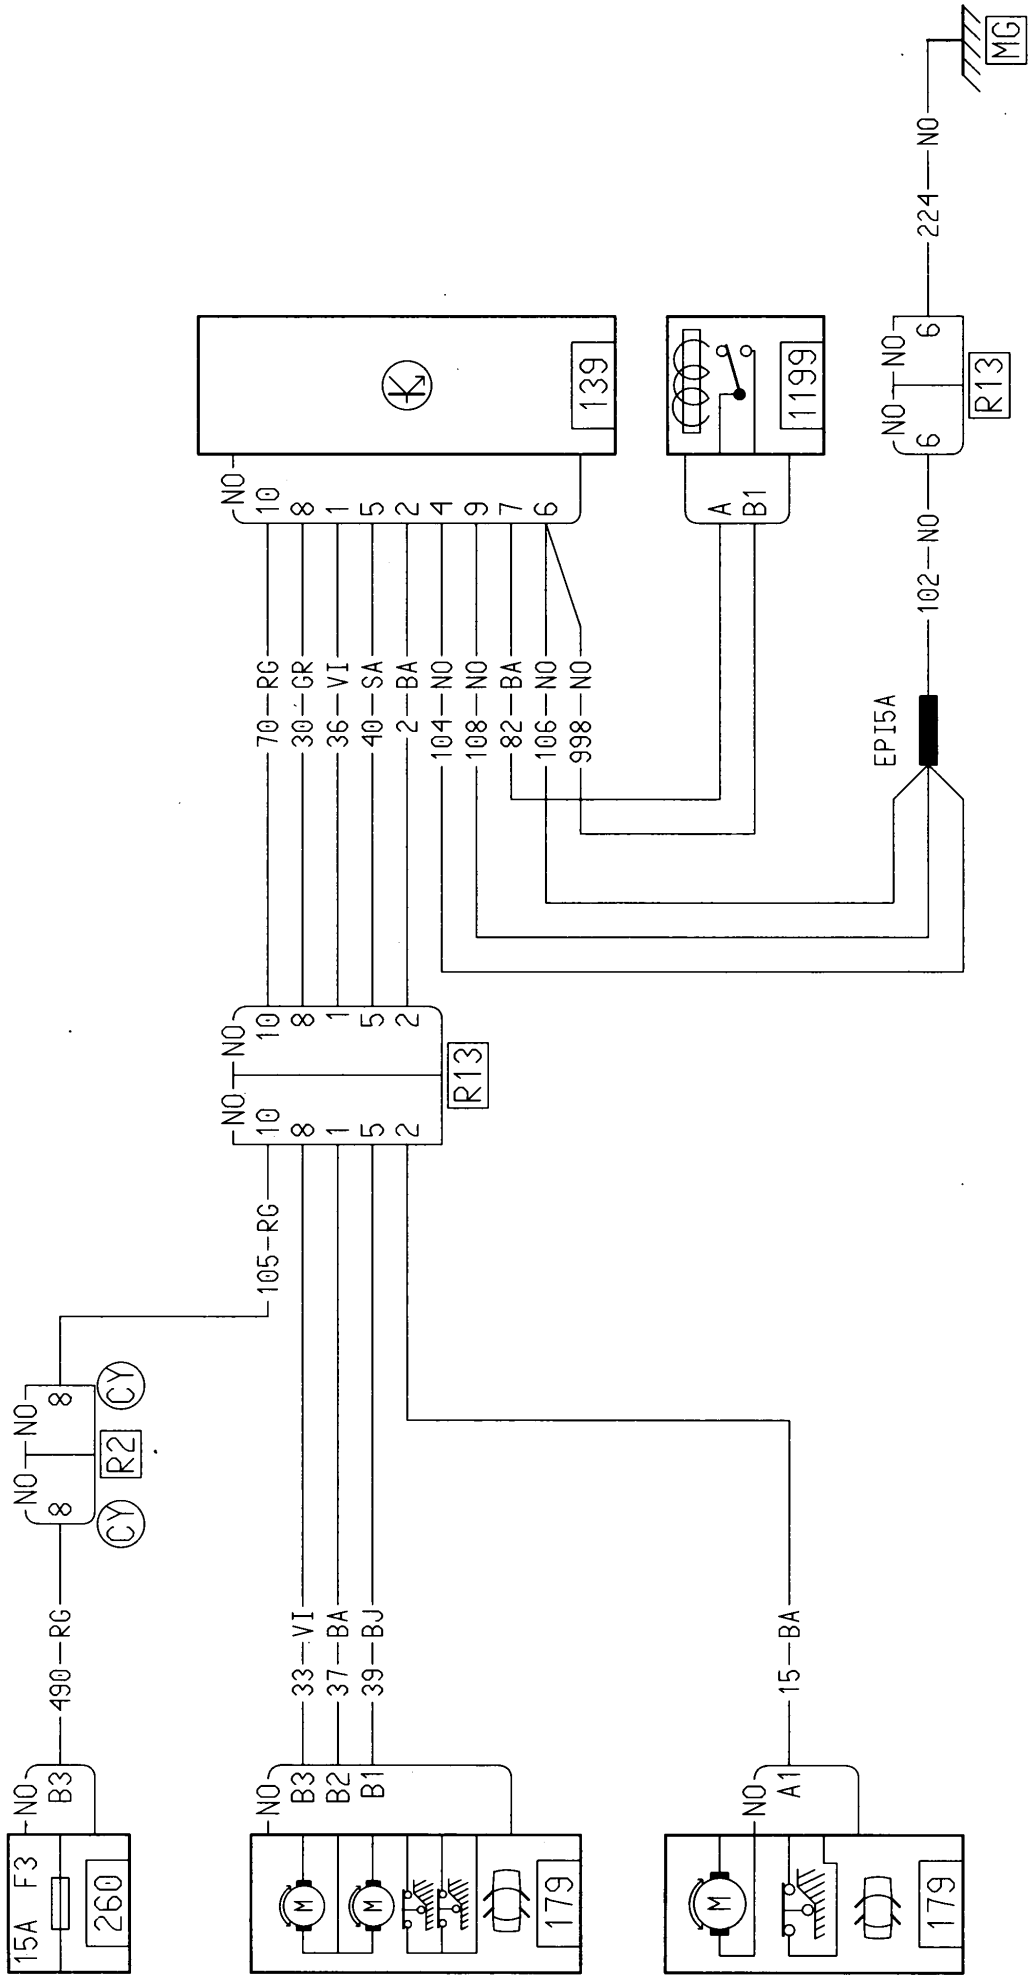 15A F3
260
NO
B3
490-RG
NO-NO
8 8
CY R2 CY
105-RG
179
NO
B3 33-VI
B2 37-BA
B1 39-BJ
179
NO
A1 15-BA
NO-NO
10 10
8 8
1 1
5 5
2 2
R13
70-RG
30-GR
36-VI
40-SA
2-BA
104-NO
108-NO
82-BA
106-NO
998-NO
NO
10
8
1
5
2
4
9
7
6
K
139
A
B1
1199
EPI5A
102-NO
NO-NO
6 6
R13
224-NO
MG
M
M
M